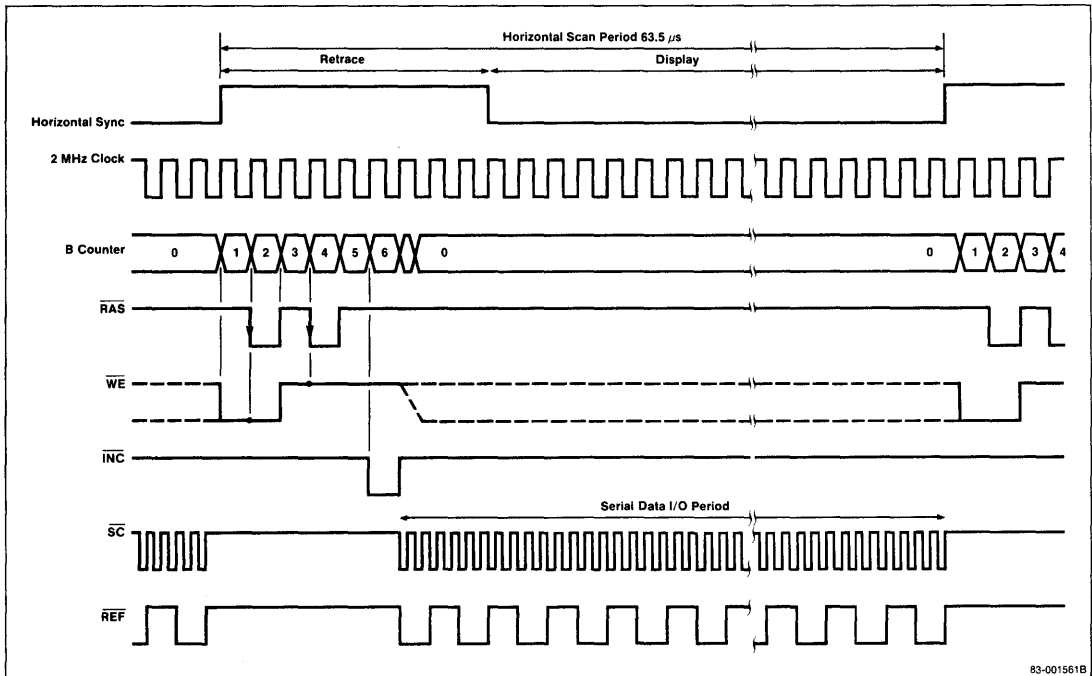 Horizontal Scan Period 63.5 μs
Retrace Display
Horizontal Sync
2 MHz Clock
B Counter 0 1 2 3 4 5 6 0 0 1 2 3 4
RAS
WE
INC
Serial Data I/O Period
SC
REF
83-001561B